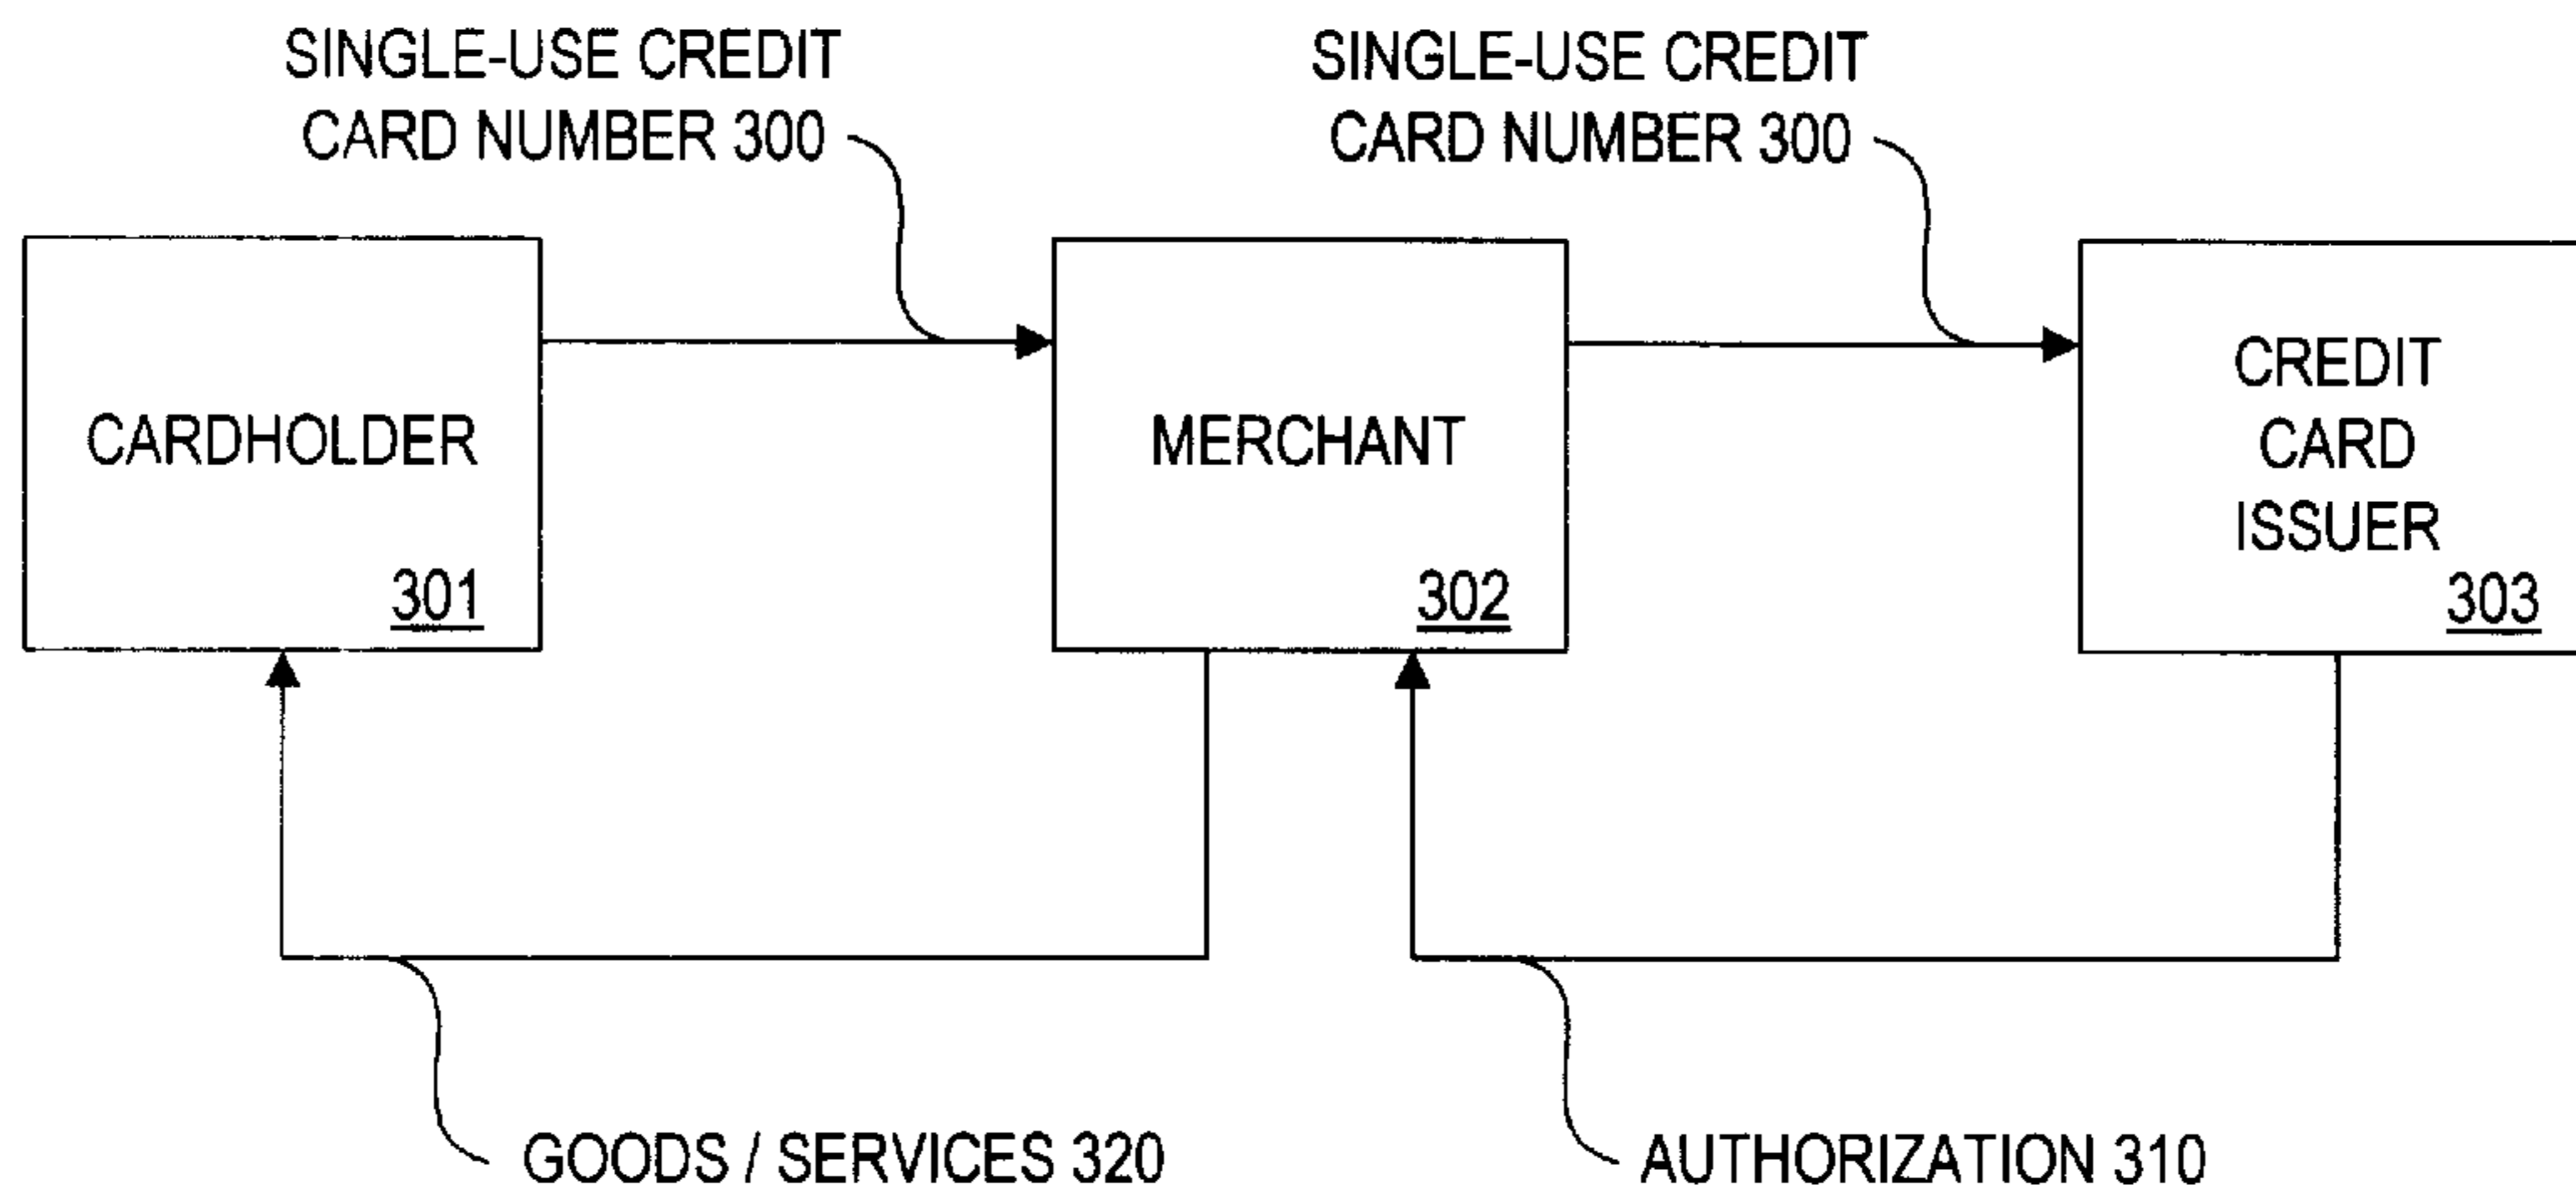 SINGLE-USE CREDIT
CARD NUMBER 300
SINGLE-USE CREDIT
CARD NUMBER 300
CARDHOLDER
301
MERCHANT
302
CREDIT
CARD
ISSUER
303
GOODS / SERVICES 320
AUTHORIZATION 310